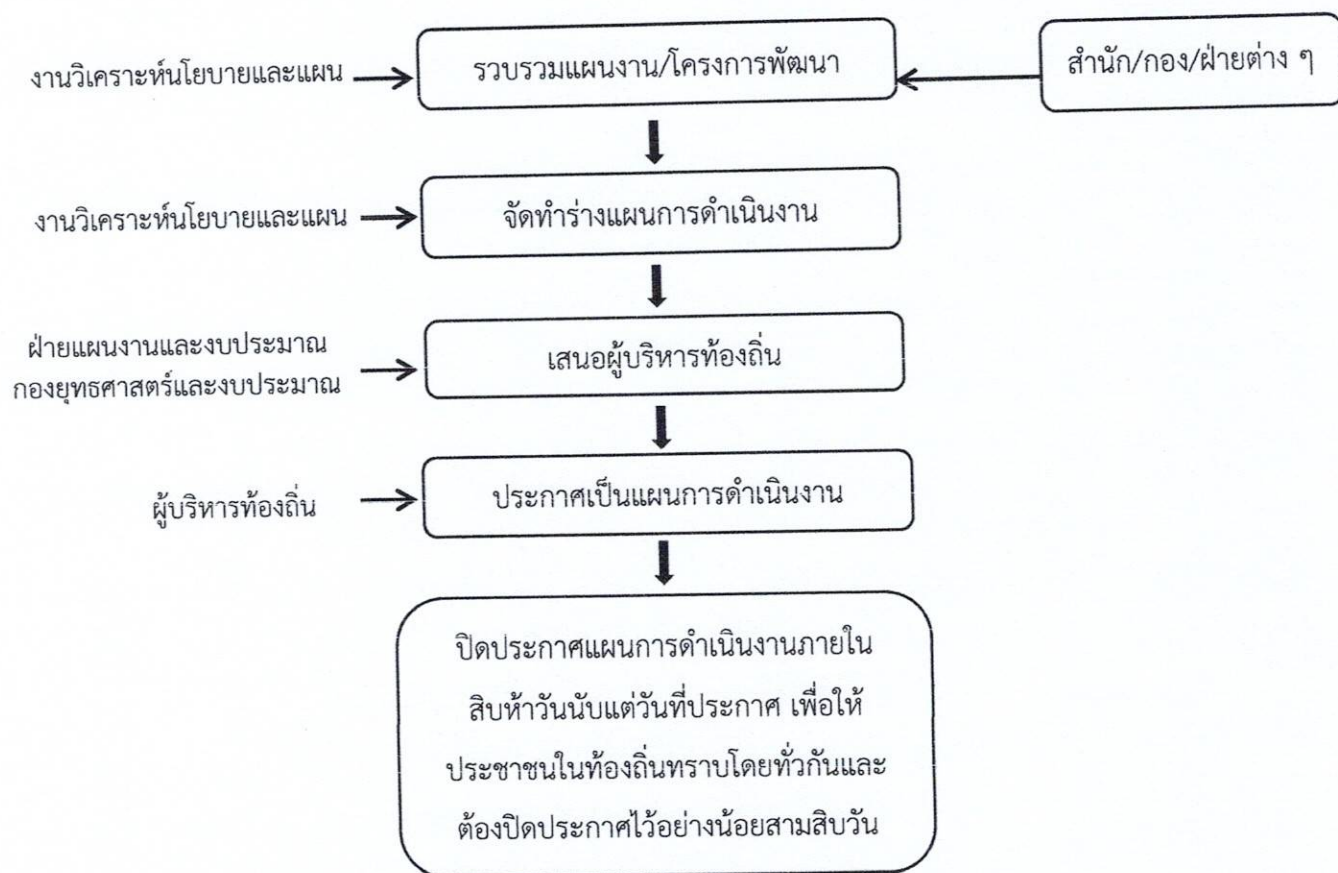 งานวิเคราะห์นโยบายและแผน
รวบรวมแผนงาน/โครงการพัฒนา
สำนัก/กอง/ฝ่ายต่าง ๆ
งานวิเคราะห์นโยบายและแผน
จัดทำร่างแผนการดำเนินงาน
ฝ่ายแผนงานและงบประมาณ
กองยุทธศาสตร์และงบประมาณ
เสนอผู้บริหารท้องถิ่น
ผู้บริหารท้องถิ่น
ประกาศเป็นแผนการดำเนินงาน
ปิดประกาศแผนการดำเนินงานภายใน
สิบห้าวันนับแต่วันที่ประกาศ เพื่อให้
ประชาชนในท้องถิ่นทราบโดยทั่วกันและ
ต้องปิดประกาศไว้อย่างน้อยสามสิบวัน